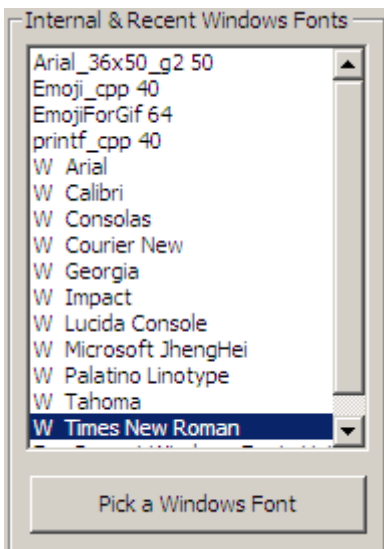 Internal & Recent Windows Fonts
Arial_36x50_g2 50
Emoji_cpp 40
EmojiForGif 64
printf_cpp 40
W Arial
W Calibri
W Consolas
W Courier New
W Georgia
W Impact
W Lucida Console
W Microsoft JhengHei
W Palatino Linotype
W Tahoma
W Times New Roman
Pick a Windows Font